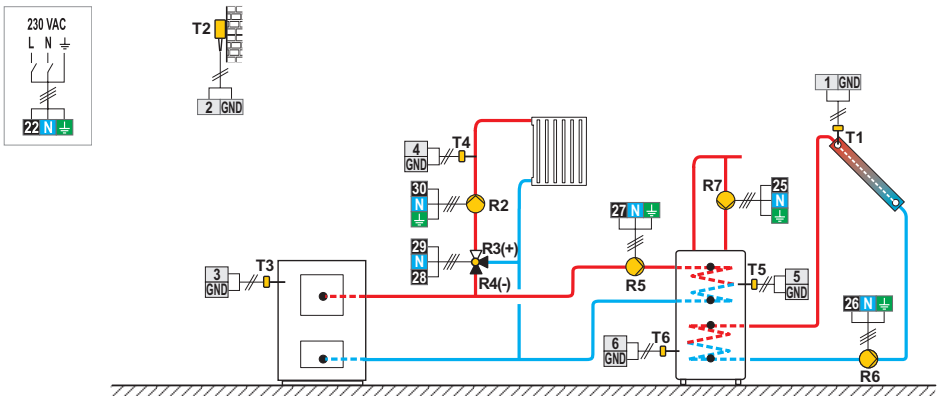 230 VAC
L N
22 N
T2
2 GND
1 GND
T1
4
GND
T4
30
N
R2
29
N
28
R3(+)
R4(-)
3
GND
T3
27 N
R5
R7
25
N
T5
5
GND
26 N
R6
6
GND
T6